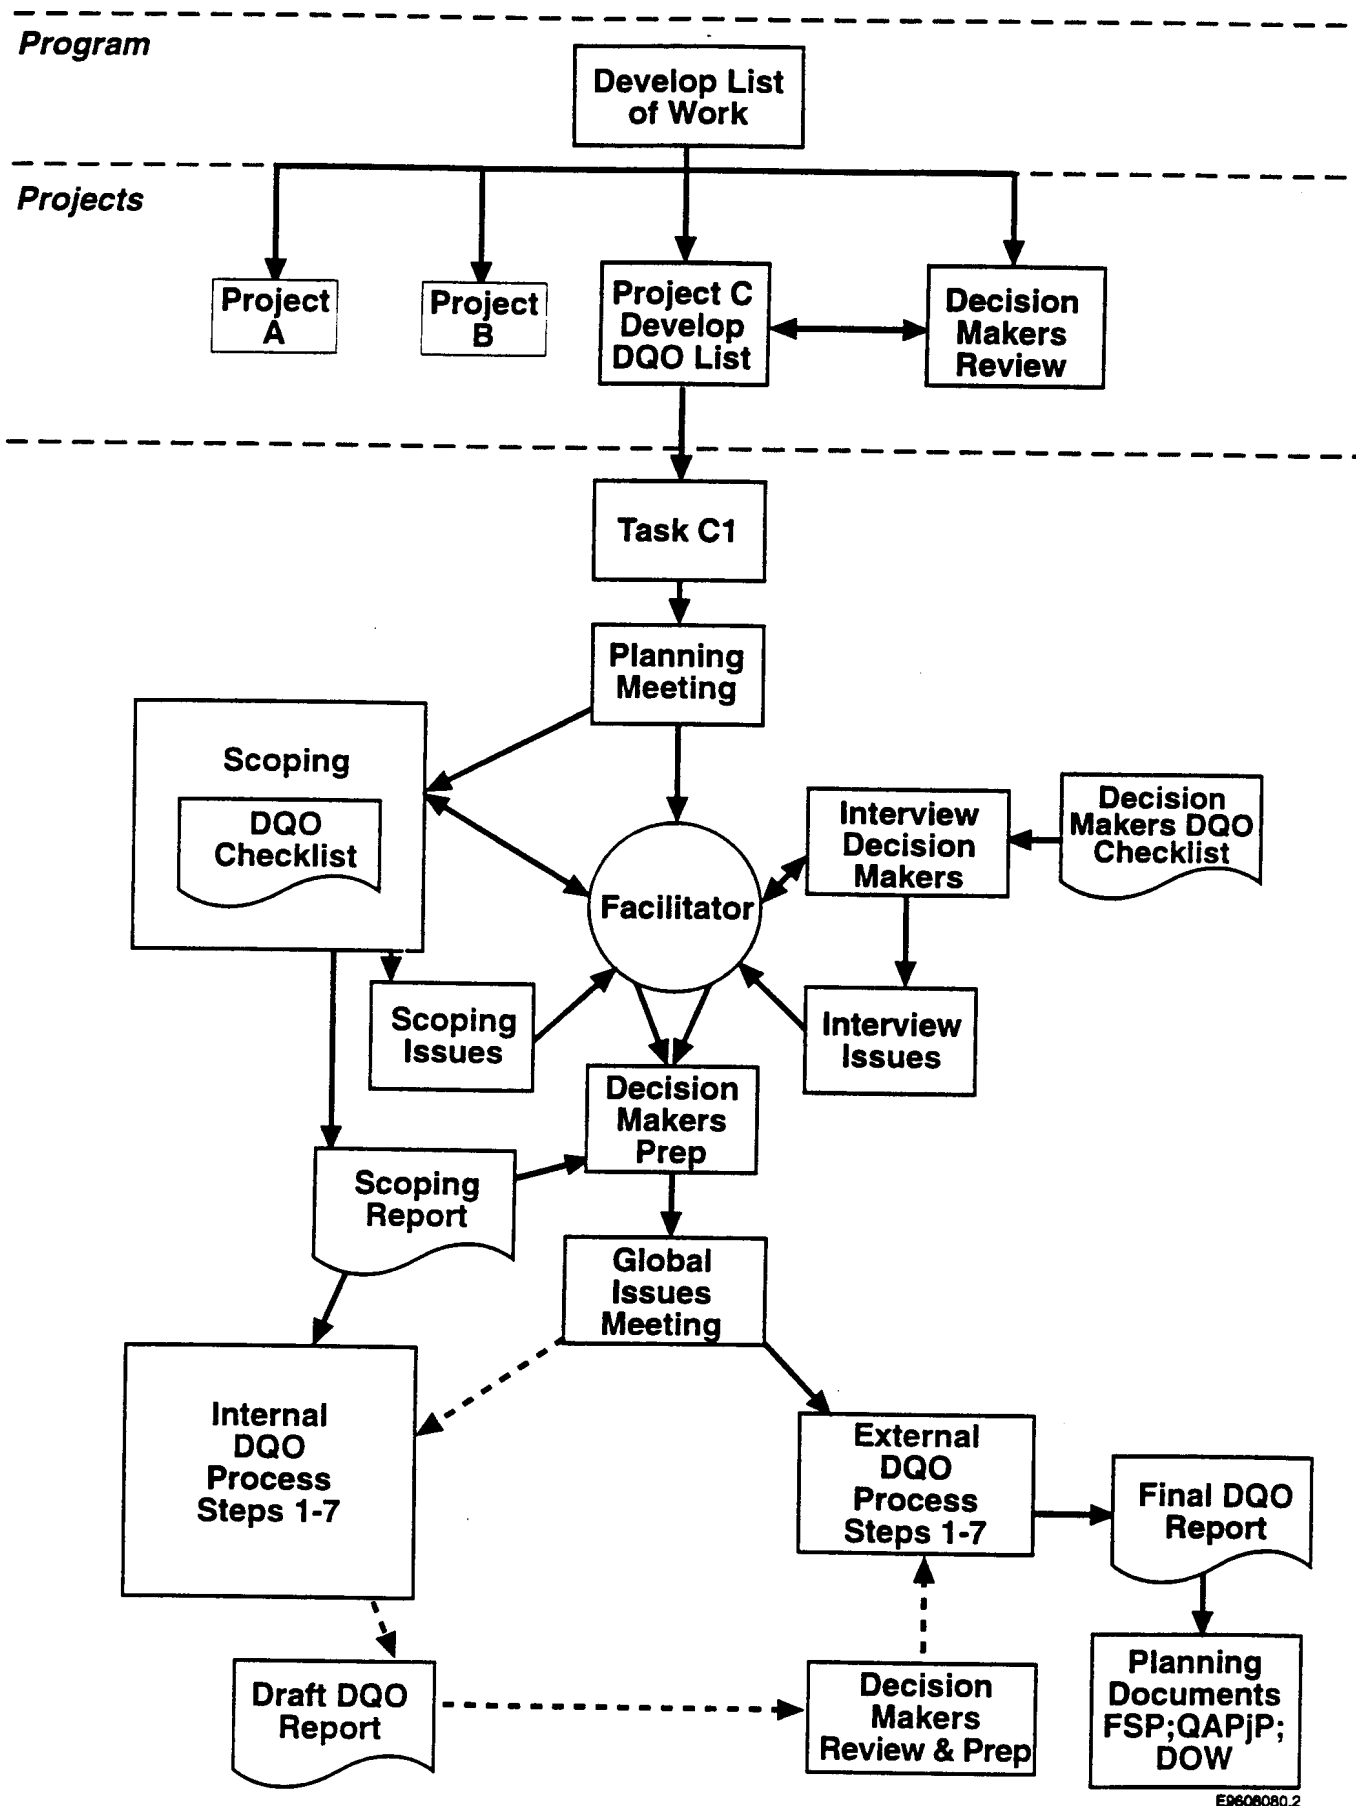 Program
Develop List
of Work
Projects
Project
A
Project
B
Project C
Develop
DQO List
Decision
Makers
Review
Task C1
Planning
Meeting
Scoping
DQO
Checklist
Facilitator
Interview
Decision
Makers
Decision
Makers DQO
Checklist
Scoping
Issues
Interview
Issues
Decision
Makers
Prep
Scoping
Report
Global
Issues
Meeting
Internal
DQO
Process
Steps 1-7
External
DQO
Process
Steps 1-7
Final DQO
Report
Draft DQO
Report
Decision
Makers
Review & Prep
Planning
Documents
FSP;QAPjP;
DOW
E9608080.2